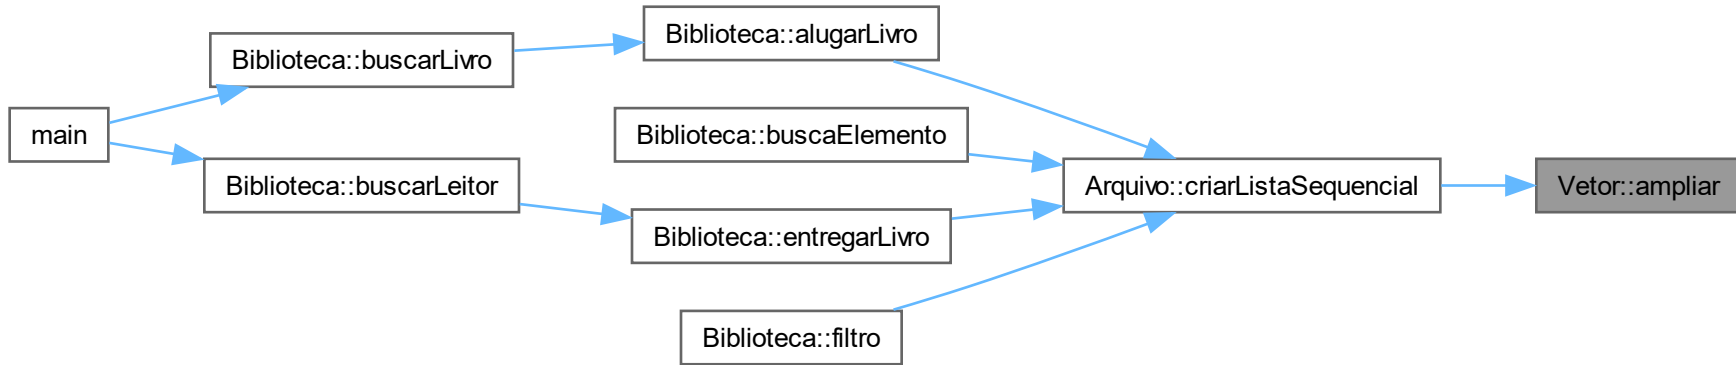 Biblioteca::alugarLivro
Biblioteca::buscarLivro
main
Biblioteca::buscaElemento
Biblioteca::buscarLeitor
Arquivo::criarListaSequencial
Vetor::ampliar
Biblioteca::entregarLivro
Biblioteca::filtro